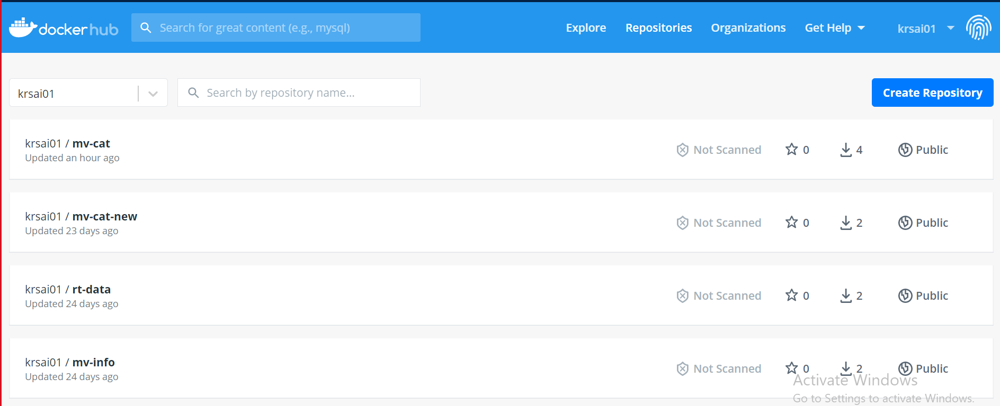 dockerhub Search for great content (e.g., mysql) Explore Repositories Organizations Get Help krsai01
krsai01 Search by repository name... Create Repository
krsai01 / mv-cat Not Scanned 0 4 Public
Updated an hour ago
krsai01 / mv-cat-new Not Scanned 0 2 Public
Updated 23 days ago
krsai01 / rt-data Not Scanned 0 2 Public
Updated 24 days ago
krsai01 / mv-info Not Scanned 0 2 Public
Updated 24 days ago
Activate Windows
Go to Settings to activate Windows.